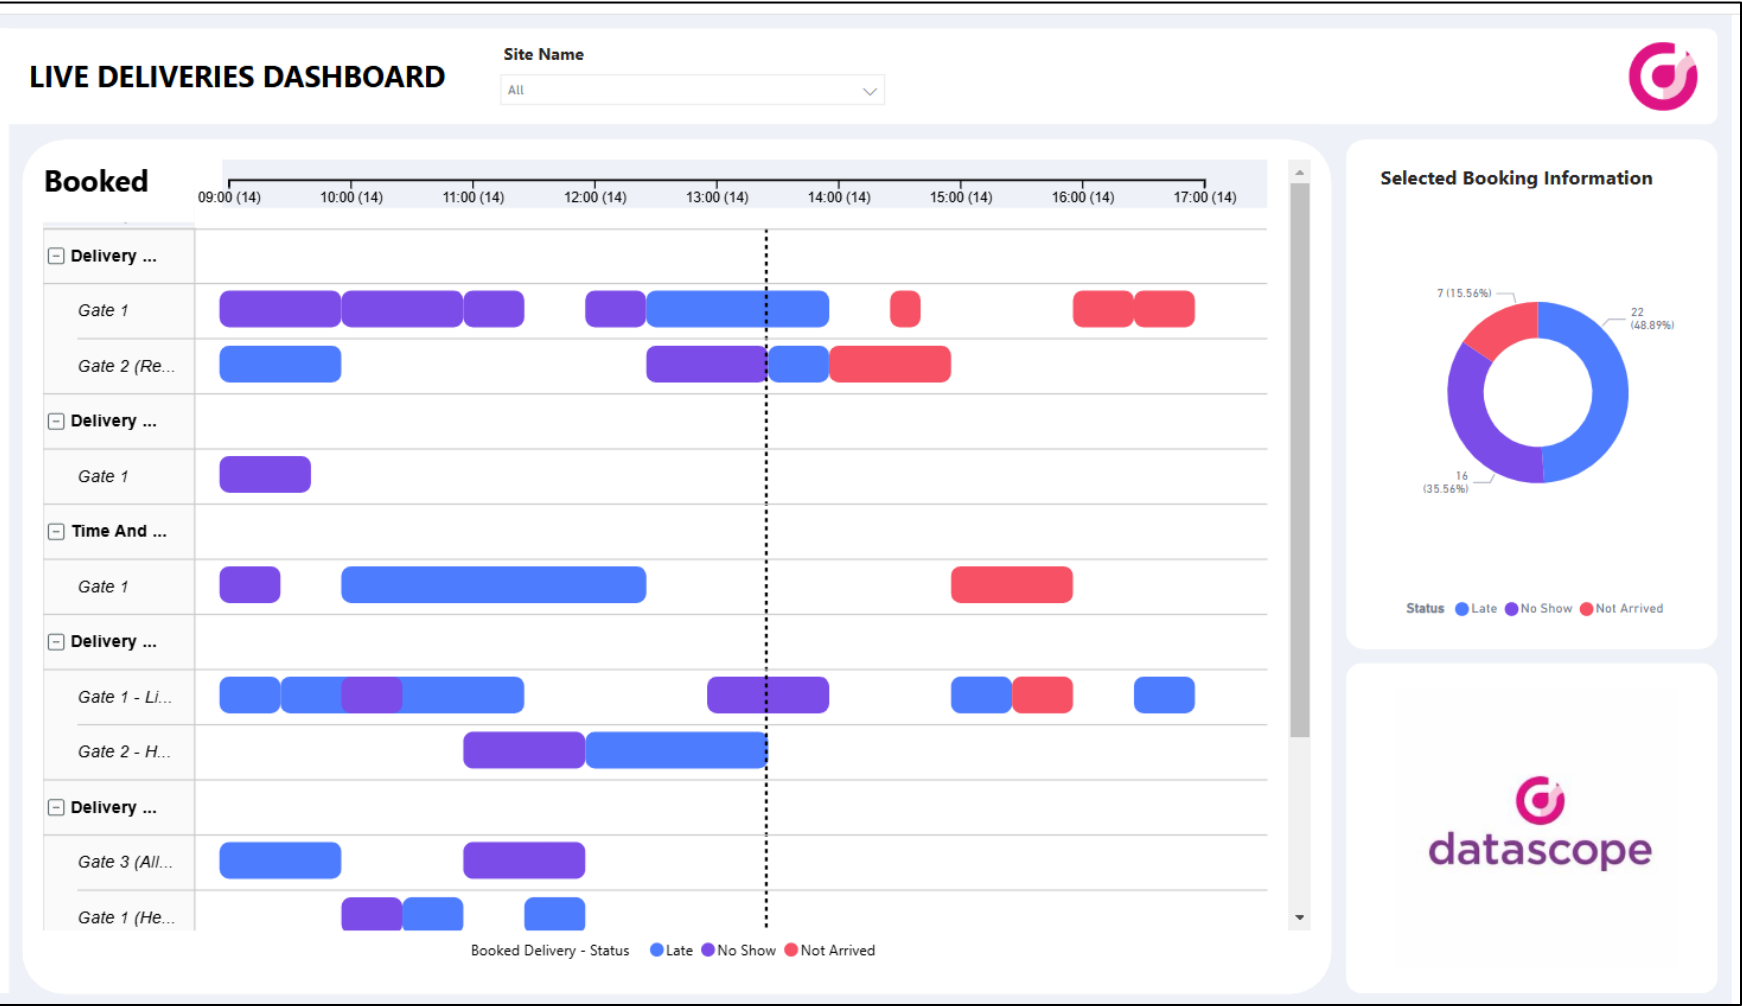 Site Name
LIVE DELIVERIES DASHBOARD
All
Booked
09:00 (14) 10:00 (14) 11:00 (14) 12:00 (14) 13:00 (14) 14:00 (14) 15:00 (14) 16:00 (14) 17:00 (14)
Delivery ...
Gate 1
Gate 2 (Re...
Delivery ...
Gate 1
Time And ...
Gate 1
Delivery ...
Gate 1 - Li...
Gate 2 - H...
Delivery ...
Gate 3 (All...
Gate 1 (He...
Booked Delivery - Status Late No Show Not Arrived
Selected Booking Information
7 (15.56%)
22
(48.89%)
16
(35.56%)
Status Late No Show Not Arrived
datascope